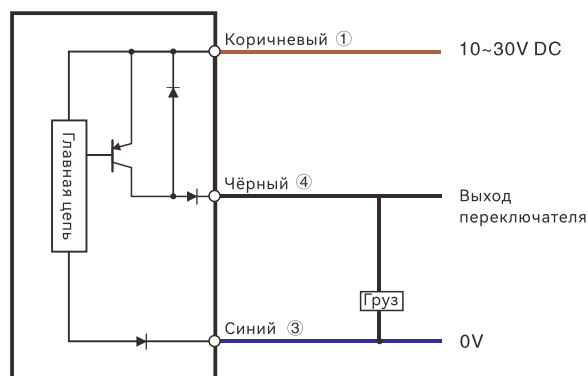 Коричневый ①
10~30V DC
Главная цепь
Чёрный ④
Выход
переключателя
Груз
Синий ③
0V